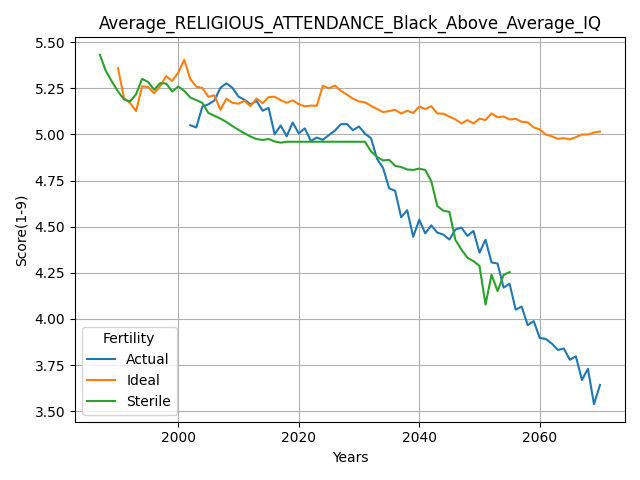 Average_RELIGIOUS_ATTENDANCE_Black_Above_Average_IQ
5.50
5.25
5.00
4.75
4.50
4.25
4.00
3.75
3.50
Score(1-9)
Fertility
Actual
Ideal
Sterile
2000 2020 2040 2060
Years